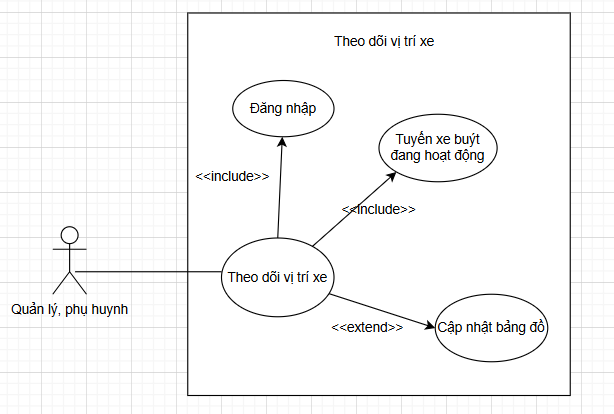 Theo dõi vị trí xe
Đăng nhập
Tuyến xe buýt
đang hoạt động
<<include>>
<<include>>
Theo dõi vị trí xe
Quản lý, phụ huynh
<<extend>>
Cập nhật bảng đồ